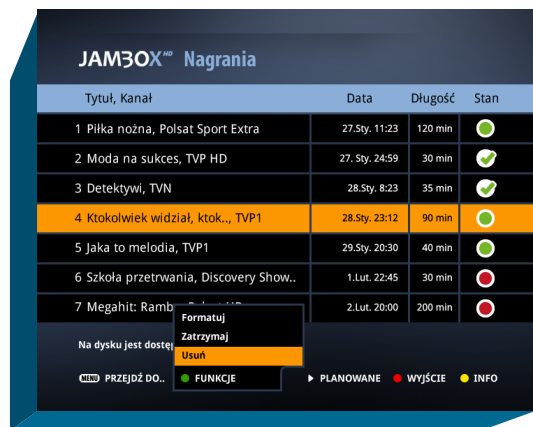 JAMBOX HD Nagrania
Tytuł, Kanał Data Długość Stan
1 Piłka nożna, Polsat Sport Extra 27.Sty. 11:23 120 min
2 Moda na sukces, TVP HD 27. Sty. 24:59 30 min
3 Detektywi, TVN 28.Sty. 8:23 35 min
4 Ktokolwiek widział, ktok.., TVP1 28.Sty. 23:12 90 min
5 Jaka to melodia, TVP1 29.Sty. 20:30 40 min
6 Szkoła przetrwania, Discovery Show.. 1.Lut. 22:45 30 min
7 Megahit: 2.Lut. 20:00 200 min
Formatuj
Zatrzymaj
Na dysku jest
Usuń
MENU PRZEJDŹ DO.. FUNKCJE PLANOWANE WYJŚCIE INFO